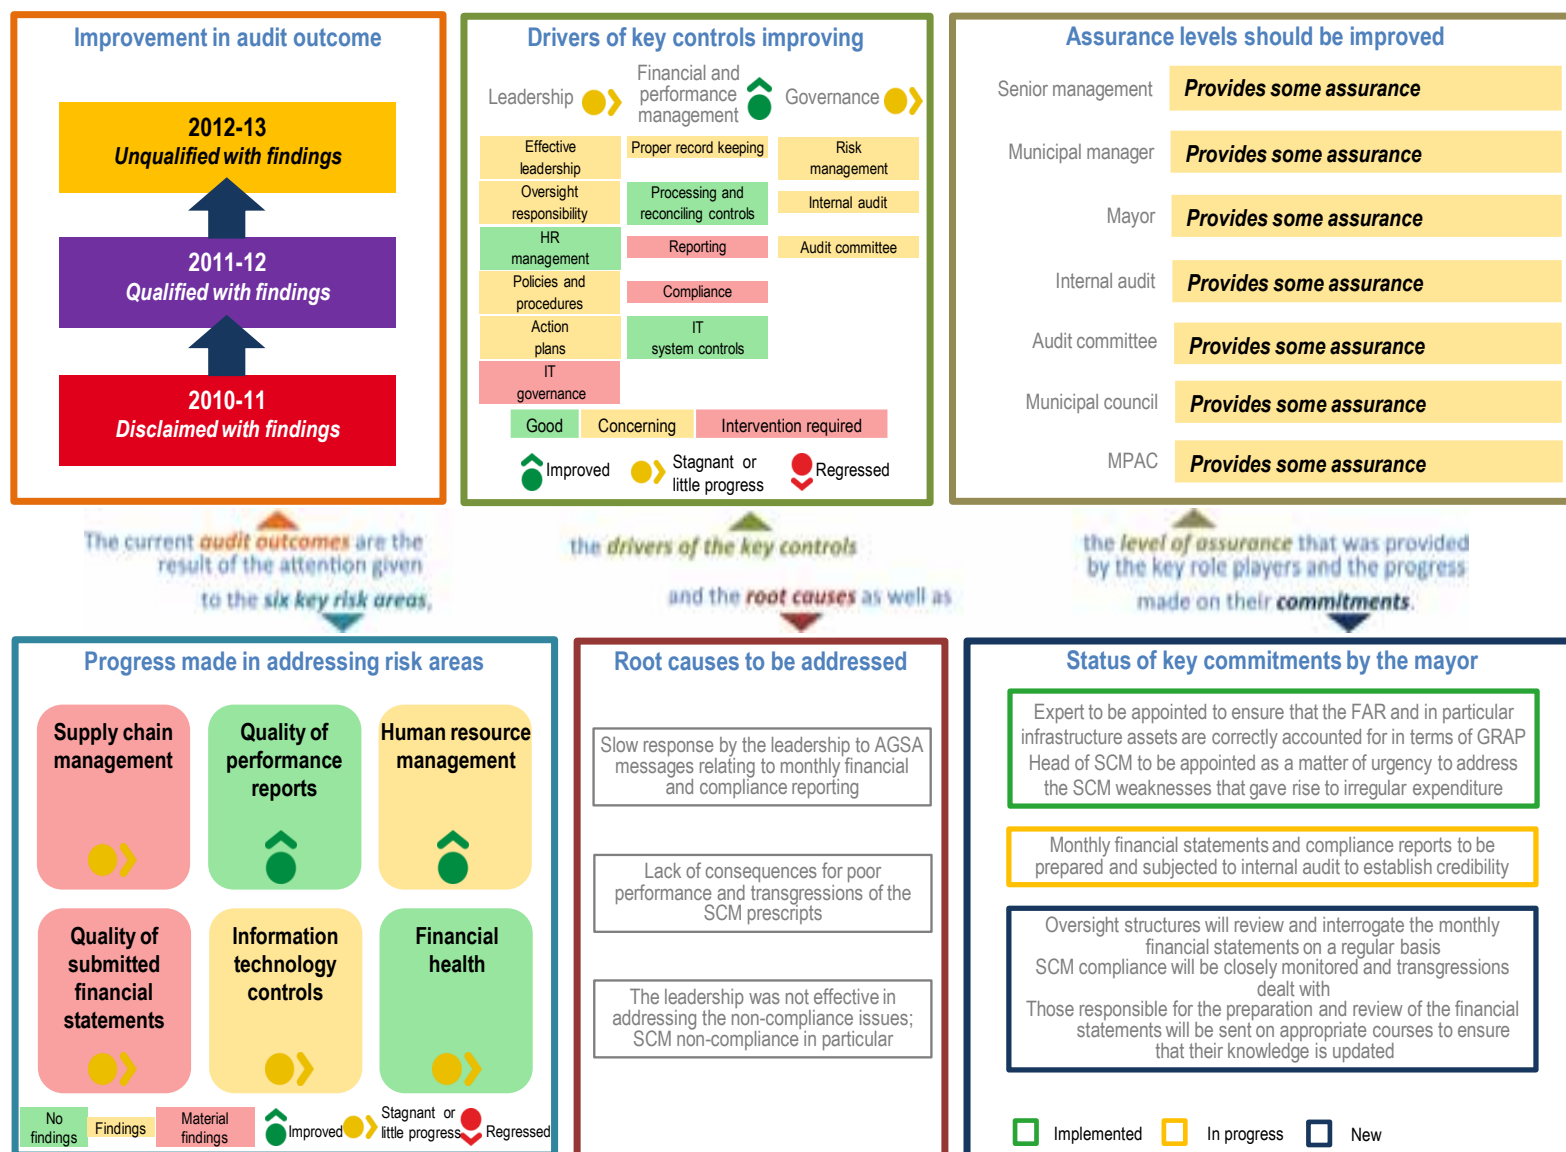 Improvement in audit outcome
2012-13
Unqualified with findings
2011-12
Qualified with findings
2010-11
Disclaimed with findings
Drivers of key controls improving
Leadership
Financial and
performance
management
Governance
Effective
leadership
Oversight
responsibility
HR
management
Policies and
procedures
Action
plans
IT
governance
Proper record keeping
Processing and
reconciling controls
Reporting
Compliance
IT
system controls
Risk
management
Internal audit
Audit committee
Good
Concerning
Intervention required
Improved
Stagnant or
little progress
Regressed
Assurance levels should be improved
Senior management
Provides some assurance
Municipal manager
Provides some assurance
Mayor
Provides some assurance
Internal audit
Provides some assurance
Audit committee
Provides some assurance
Municipal council
Provides some assurance
MPAC
Provides some assurance
The current audit outcomes are the
result of the attention given
to the six key risk areas,
the drivers of the key controls
and the root causes as well as
the level of assurance that was provided
by the key role players and the progress
made on their commitments.
Progress made in addressing risk areas
Supply chain
management
Quality of
performance
reports
Human resource
management
Quality of
submitted
financial
statements
Information
technology
controls
Financial
health
No
findings
Findings
Material
findings
Improved
Stagnant or
little progress
Regressed
Root causes to be addressed
Slow response by the leadership to AGSA
messages relating to monthly financial
and compliance reporting
Lack of consequences for poor
performance and transgressions of the
SCM prescripts
The leadership was not effective in
addressing the non-compliance issues;
SCM non-compliance in particular
Status of key commitments by the mayor
Expert to be appointed to ensure that the FAR and in particular
infrastructure assets are correctly accounted for in terms of GRAP
Head of SCM to be appointed as a matter of urgency to address
the SCM weaknesses that gave rise to irregular expenditure
Monthly financial statements and compliance reports to be
prepared and subjected to internal audit to establish credibility
Oversight structures will review and interrogate the monthly
financial statements on a regular basis
SCM compliance will be closely monitored and transgressions
dealt with
Those responsible for the preparation and review of the financial
statements will be sent on appropriate courses to ensure
that their knowledge is updated
Implemented
In progress
New